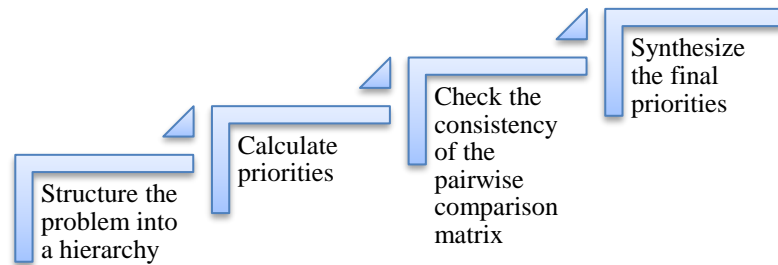 Structure the
problem into
a hierarchy
Calculate
priorities
Check the
consistency
of the
pairwise
comparison
matrix
Synthesize
the final
priorities